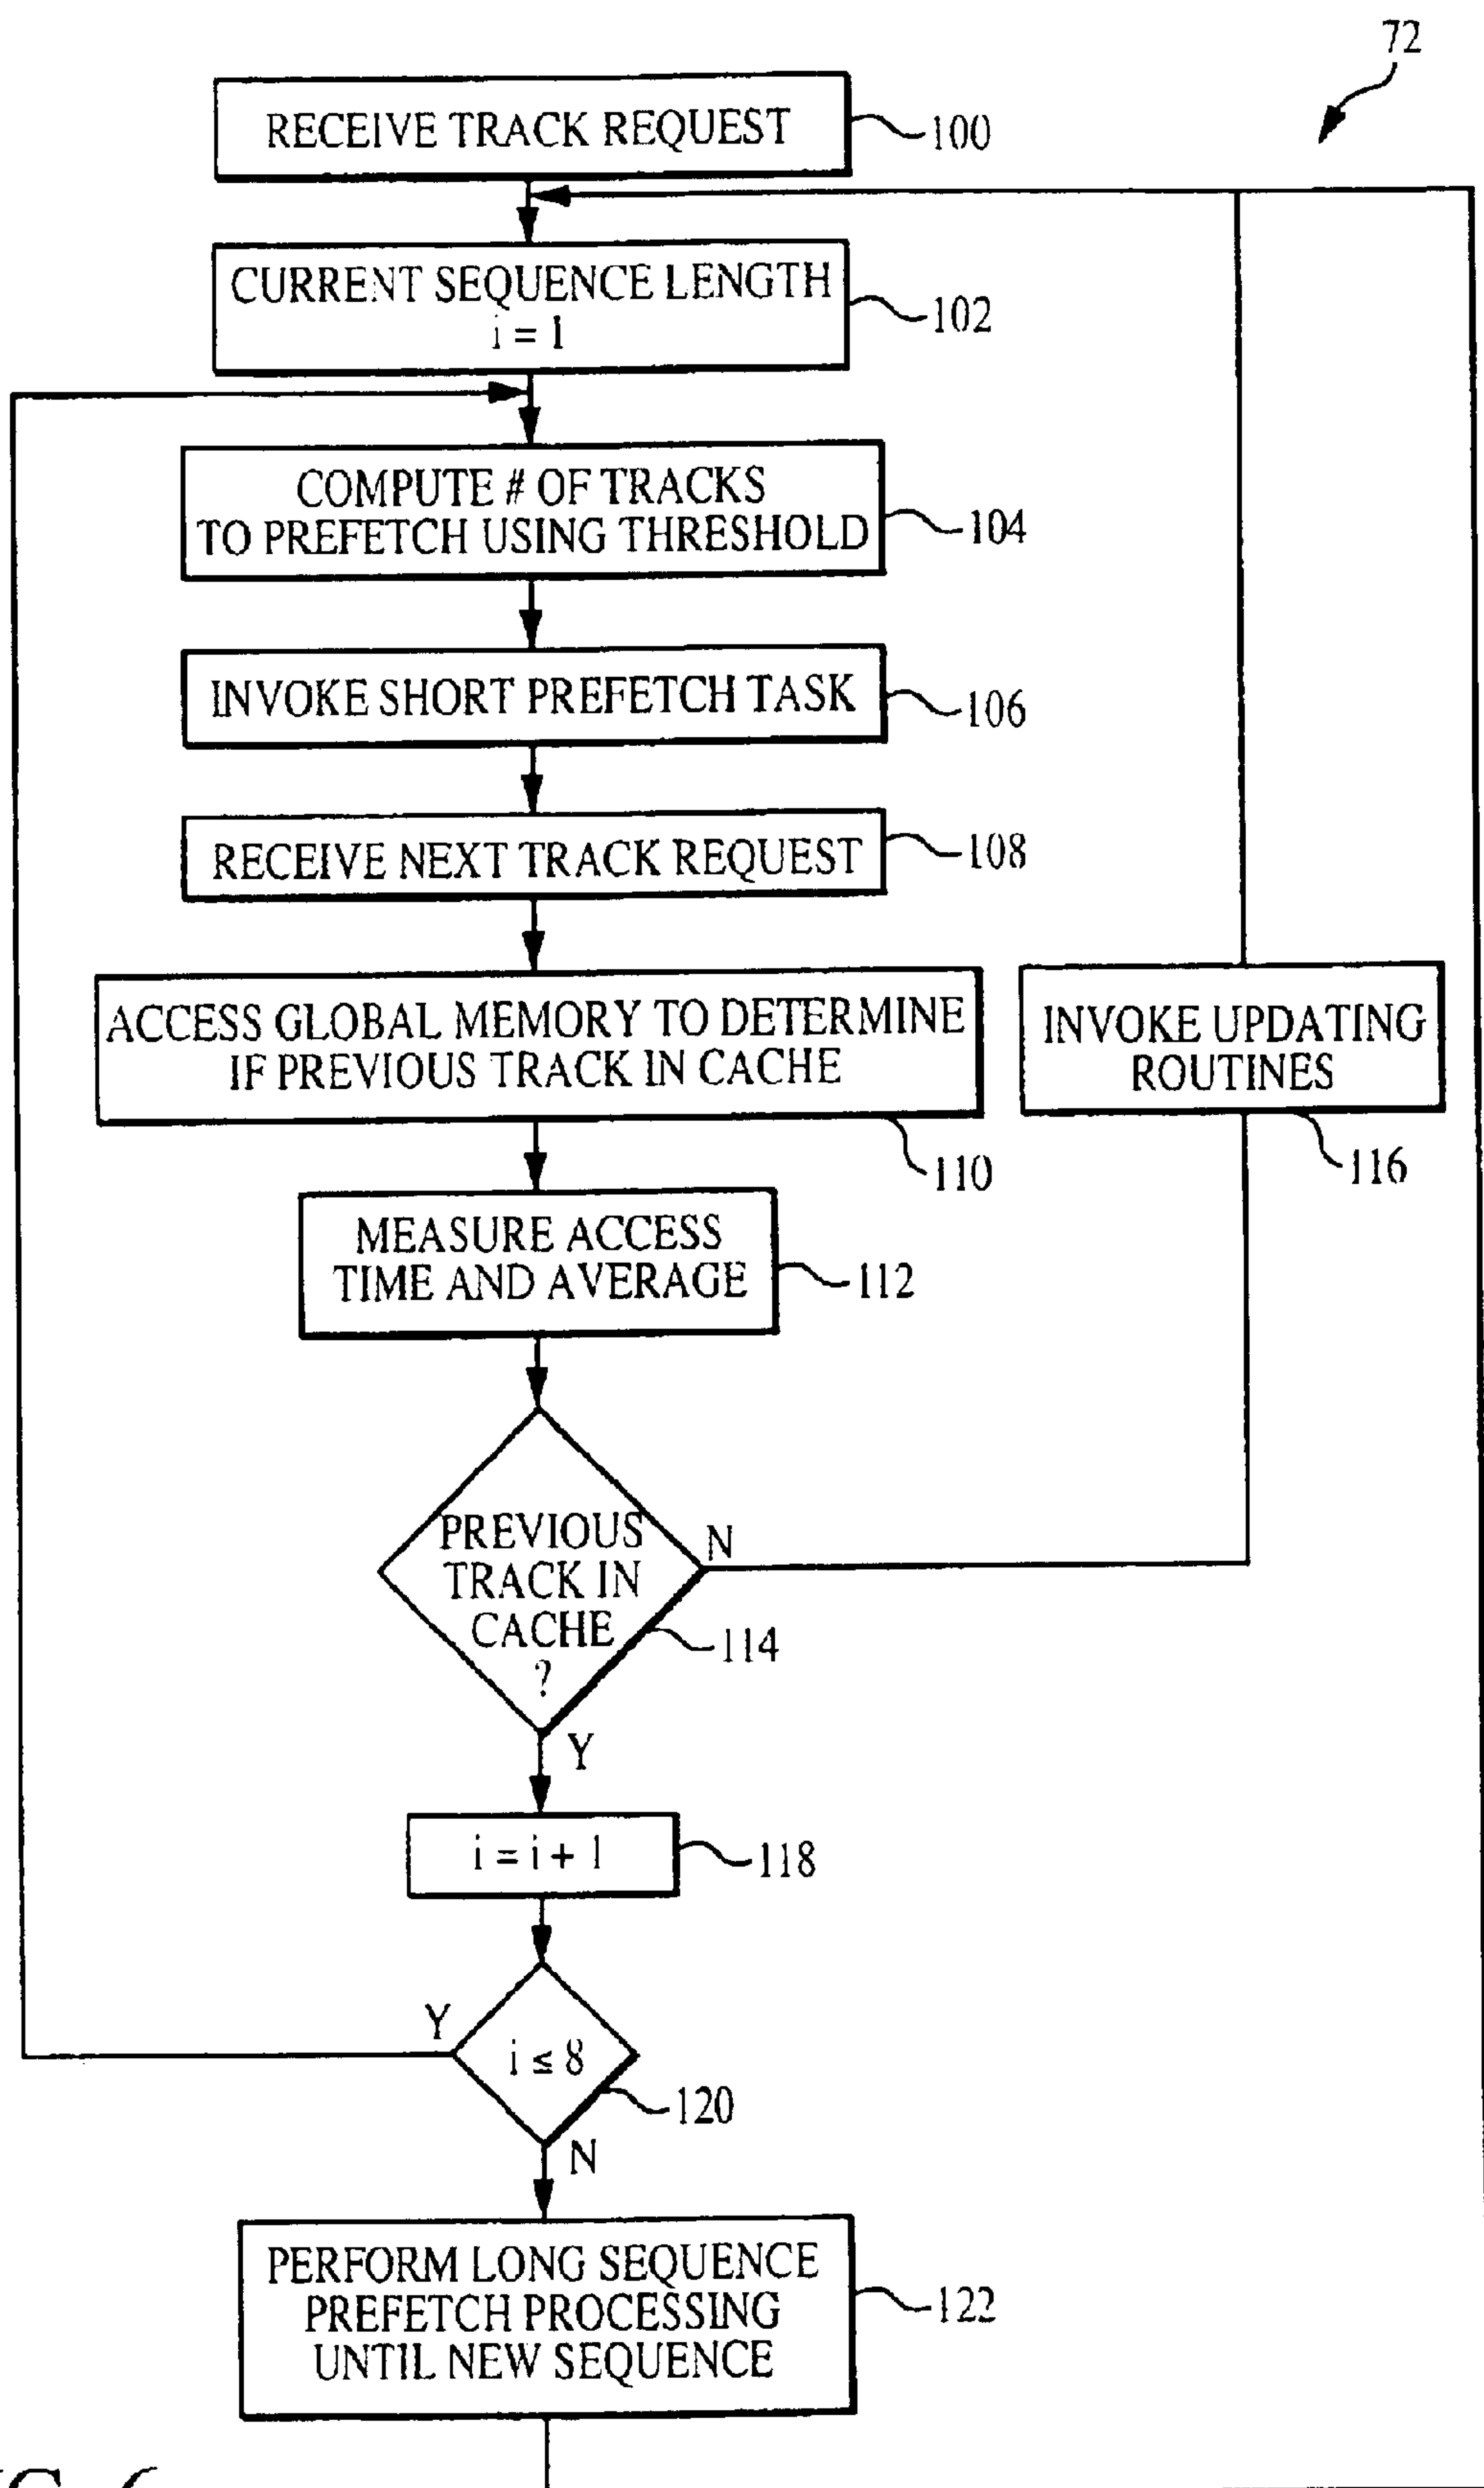 72
RECEIVE TRACK REQUEST
100
CURRENT SEQUENCE LENGTH
i = 1
102
COMPUTE # OF TRACKS
TO PREFETCH USING THRESHOLD
104
INVOKE SHORT PREFETCH TASK
106
RECEIVE NEXT TRACK REQUEST
108
ACCESS GLOBAL MEMORY TO DETERMINE
IF PREVIOUS TRACK IN CACHE
110
INVOKE UPDATING
ROUTINES
116
MEASURE ACCESS
TIME AND AVERAGE
112
PREVIOUS
TRACK IN
CACHE
?
N
114
Y
i = i + 1
118
Y
i ≤ 8
120
N
PERFORM LONG SEQUENCE
PREFETCH PROCESSING
UNTIL NEW SEQUENCE
122